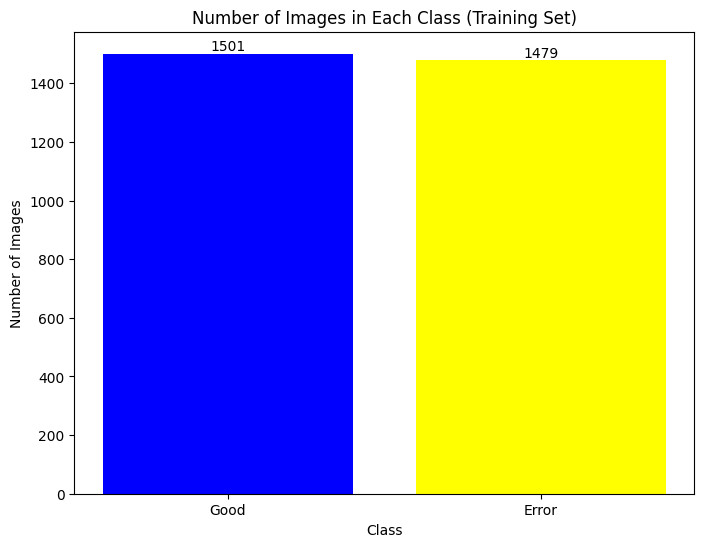 Number of Images in Each Class (Training Set)
1501
1479
1400
1200
1000
800
600
400
200
0
Number of Images
Good
Error
Class